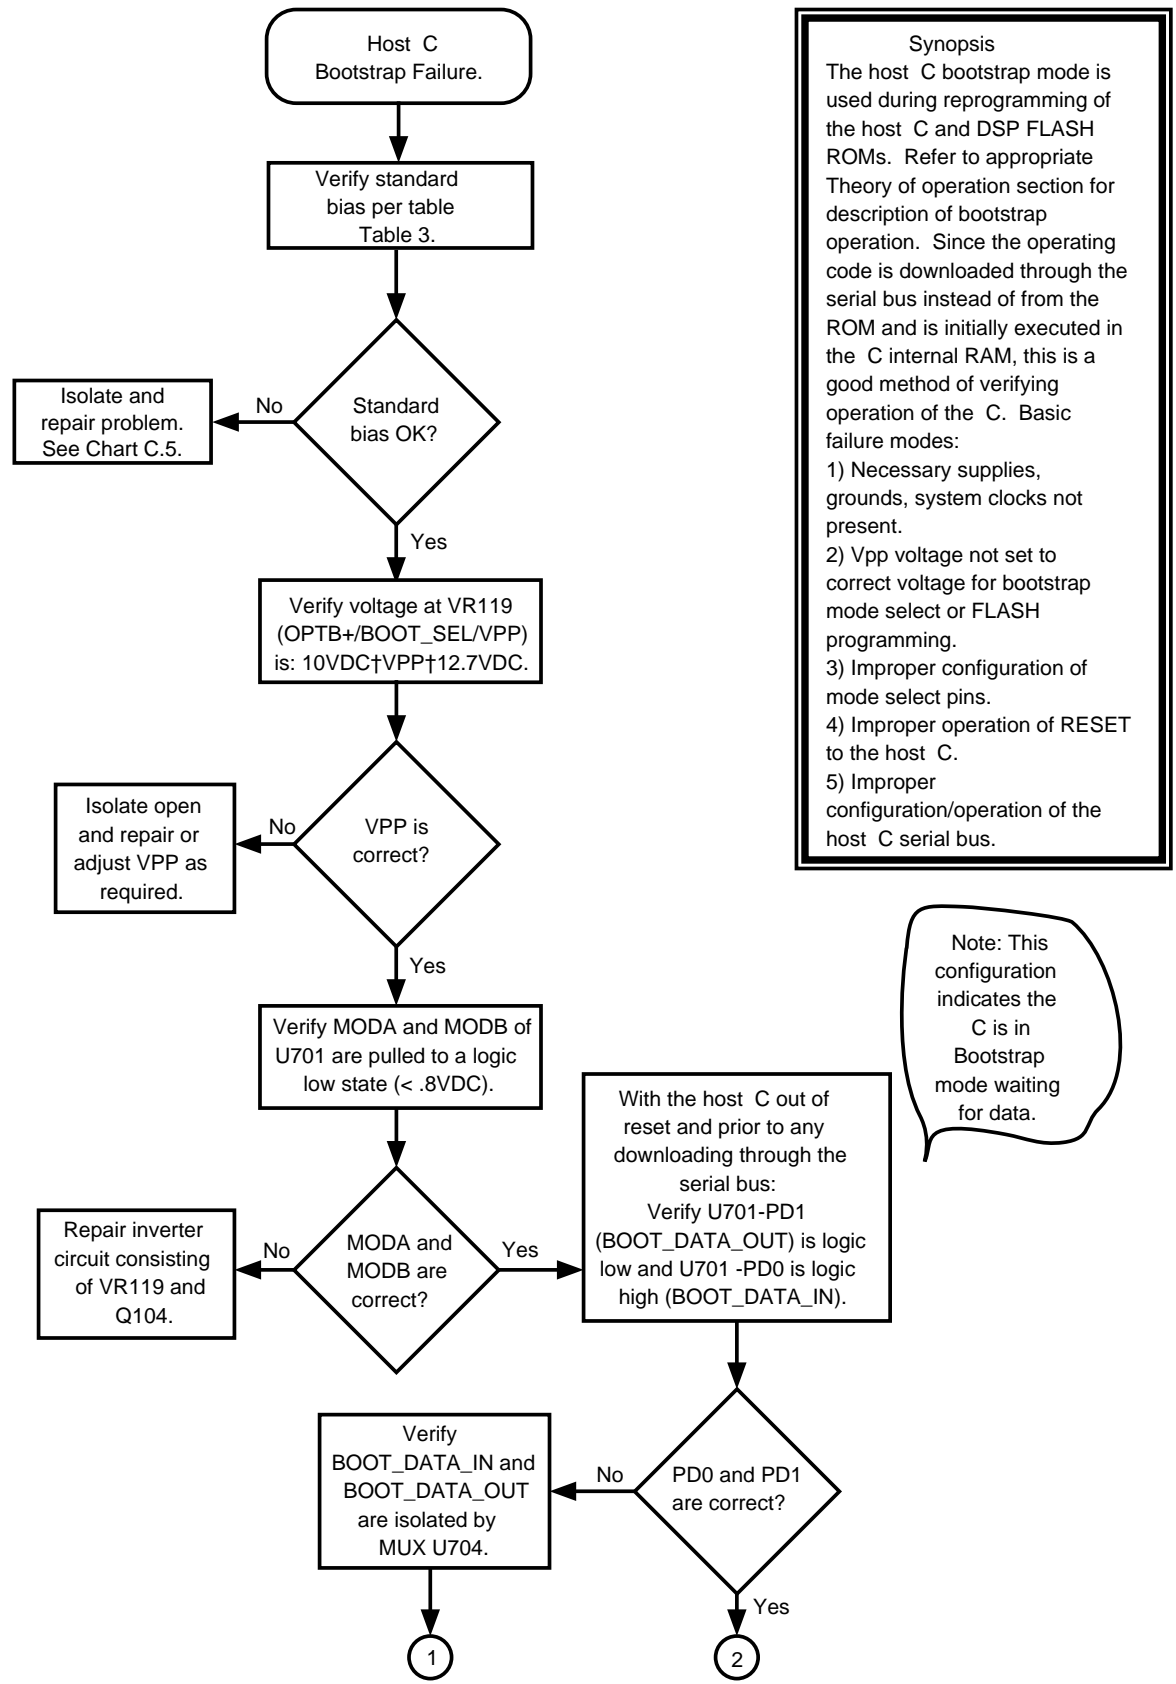 Host  C
Bootstrap Failure.
Verify standard
bias per table
Table 3.
Standard
bias OK?
No
Isolate and
repair problem.
See Chart C.5.
Yes
Verify voltage at VR119
(OPTB+/BOOT_SEL/VPP)
is: 10VDC†VPP†12.7VDC.
VPP is
correct?
No
Isolate open
and repair or
adjust VPP as
required.
Yes
Verify MODA and MODB of
U701 are pulled to a logic
low state (< .8VDC).
MODA and
MODB are
correct?
No
Repair inverter
circuit consisting
of VR119 and
Q104.
Yes
With the host  C out of
reset and prior to any
downloading through the
serial bus:
Verify U701-PD1
(BOOT_DATA_OUT) is logic
low and U701 -PD0 is logic
high (BOOT_DATA_IN).
PD0 and PD1
are correct?
No
Verify
BOOT_DATA_IN and
BOOT_DATA_OUT
are isolated by
MUX U704.
1
Yes
2
Synopsis
The host  C bootstrap mode is
used during reprogramming of
the host  C and DSP FLASH
ROMs.  Refer to appropriate
Theory of operation section for
description of bootstrap
operation.  Since the operating
code is downloaded through the
serial bus instead of from the
ROM and is initially executed in
the  C internal RAM, this is a
good method of verifying
operation of the  C.  Basic
failure modes:
1) Necessary supplies,
grounds, system clocks not
present.
2) Vpp voltage not set to
correct voltage for bootstrap
mode select or FLASH
programming.
3) Improper configuration of
mode select pins.
4) Improper operation of RESET
to the host  C.
5) Improper
configuration/operation of the
host  C serial bus.
Note: This
configuration
indicates the
C is in
Bootstrap
mode waiting
for data.